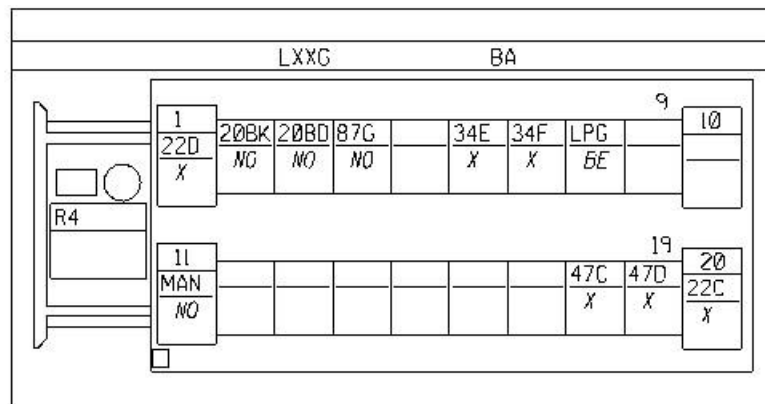 LXXG BA
9
1 10
22D 20BK 20BD 87G 34E 34F LPG
X NO NO NO X X БЕ
R4
19
11 20
MAN 47C 47D 22C
NO X X X